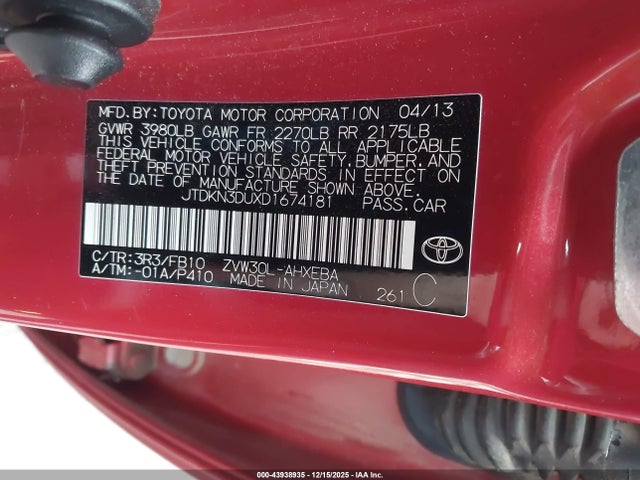 MFD.BY:TOYOTA MOTOR CORPORATION 04/13
GVWR 3980LB GAWR FR 2270LB RR 2175LB
THIS VEHICLE CONFORMS TO ALL APPLICABLE
FEDERAL MOTOR VEHICLE SAFETY,BUMPER,AND
THEFT PREVENTION STANDARDS IN EFFECT ON
THE DATE OF MANUFACTURE SHOWN ABOVE.
JTDKN3DUXD1674181 PASS.CAR
C/TR:3R3/FB10 ZVW30L-AHXEBA
A/TM:-01A/P410 MADE IN JAPAN 261 C
TOYOTA
000-43938935 - 12/15/2025 - IAA Inc.